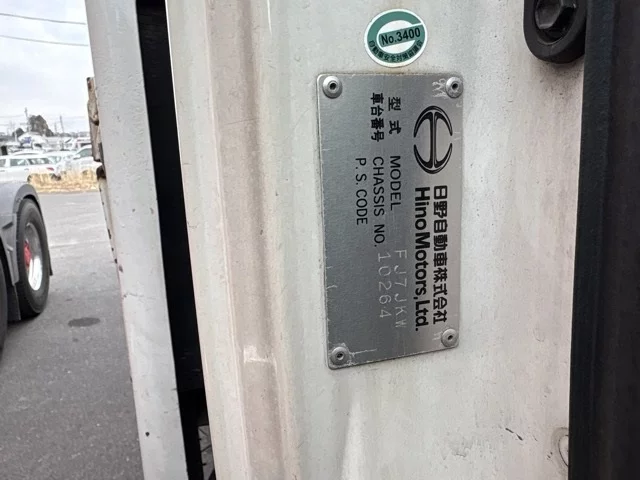 No.3400
日野自動車株式会社
HinoMotors,Ltd.
型式 MODEL FJ7JKW
車台番号 CHASSIS NO. 10264
P.S.CODE